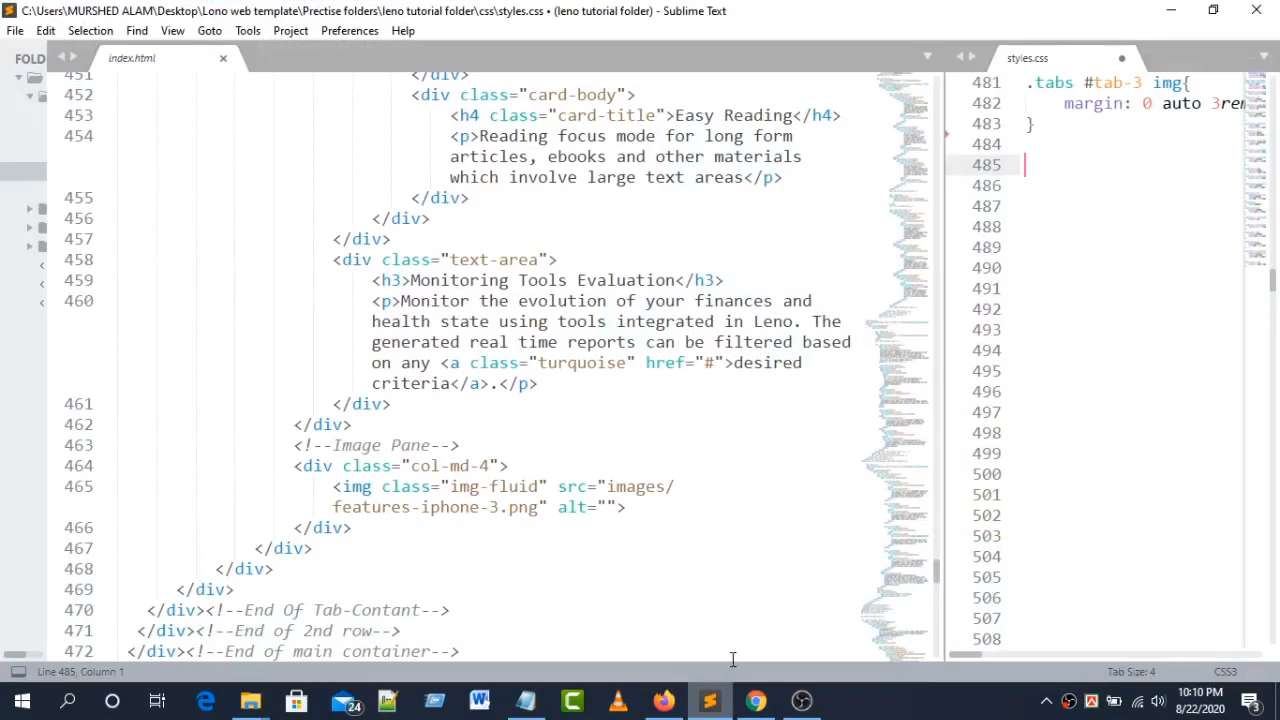 C:\Users\MURSHED ALAM\Desktop\Lono web template\Prectise folders\leno tutorial folder\css\styles.css • (leno tutorial folder) - Sublime Text
File Edit Selection Find View Goto Tools Project Preferences Help
FOLD
index.html
styles.css
451 </div>
452 <div class="card-body">
453 <h4 class="card-title">Easy Reading</h4>
454 <p>Reading focus mode for long form
articles, ebooks and other materials
which involve large text areas</p>
455 </div>
456 </div>
457 </div>
458 <div class="text-area">
459 <h3>Monitoring Tools Evaluation</h3>
460 <p>Monitor the evolution of your finances and
health state using tools integrated in leno. The
generated real time reports can be filtered based
on any <a class="turquoise" href="#">desired
criteria</a>.</p>
461 </div>
462 </div>
463 <!--Image Pane-->
464 <div class="col-lg-4">
465 <img class="img-fluid" src="images/
features-iphone-3.png" alt="">
466 </div>
467 </div>
468 </div>
469 </div>
470 </div><!--End Of Tab-Contant-->
471 </div><!--End of 2nd row-->
472 </div><!--End of main container-->
481 .tabs #tab-3 img{
482 margin: 0 auto 3rem
483 }
484
485
486
487
488
489
490
491
492
493
494
495
496
497
498
499
500
501
502
503
504
505
506
507
508
Line 485, Column 1
Tab Size: 4
CSS
24
W
C
S
10:10 PM
8/22/2020
3